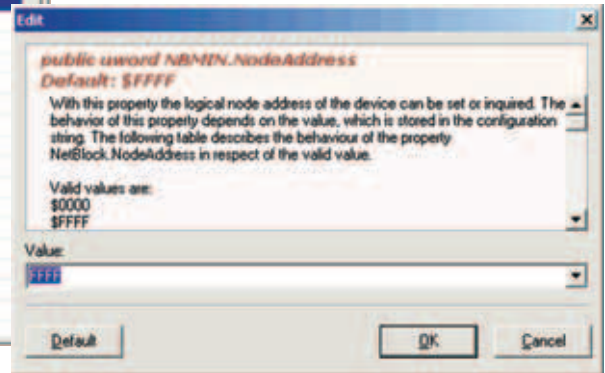 Edit
public uword NBMIN.NodeAddress
Default: $FFFF
With this property the logical node address of the device can be set or inquired. The
behavior of this property depends on the value, which is stored in the configuration
string. The following table describes the behaviour of the property
NetBlock.NodeAddress in respect of the valid value.
Valid values are:
$0000
$FFFF
Value:
FFFF
Default
OK
Cancel